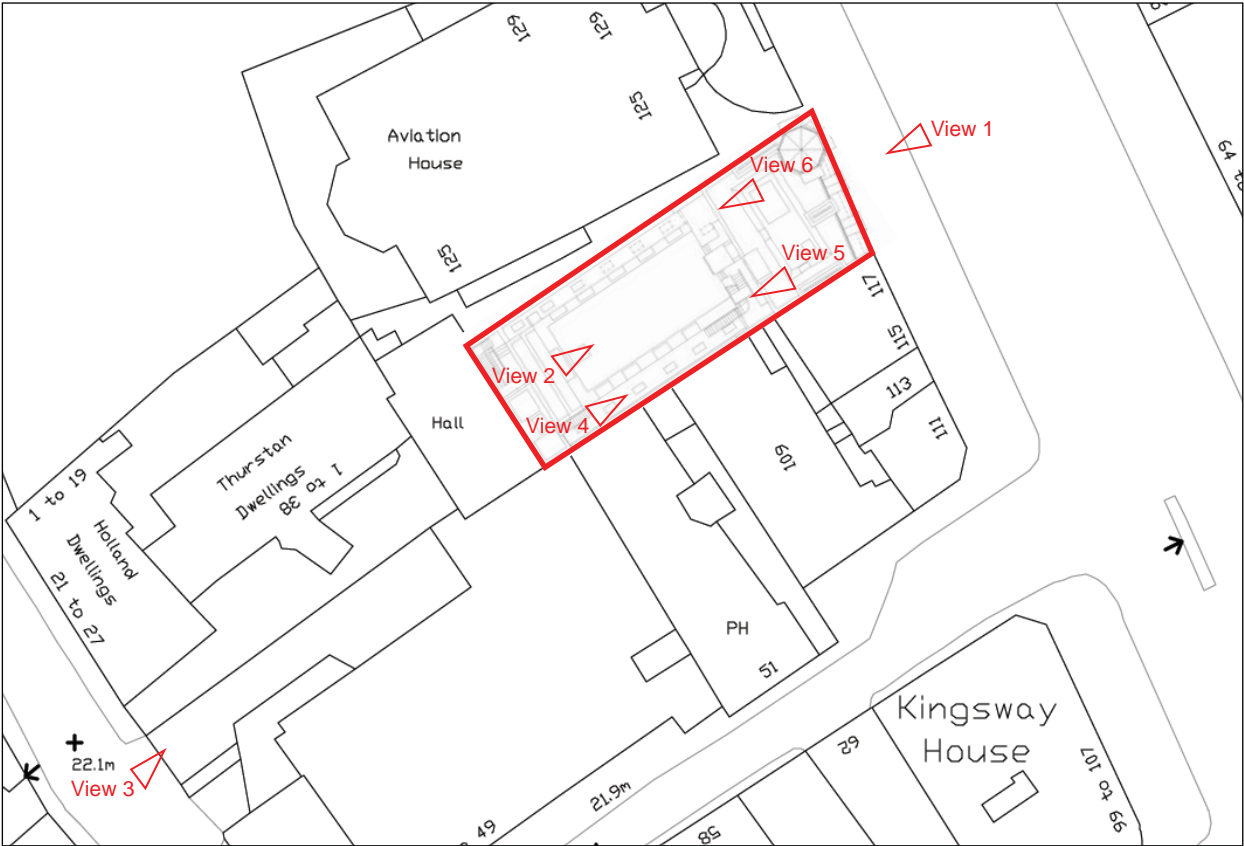 129
129
125
Aviation
House
View 1
View 6
64 to
View 5
125
117
115
View 2
113
Hall
View 4
111
109
Thurstan
Dwellings
1 to 38
1 to 19
Holland
Dwellings
21 to 27
PH
51
Kingsway
House
22.1m
View 3
62
99 to 107
21.9m
49
58